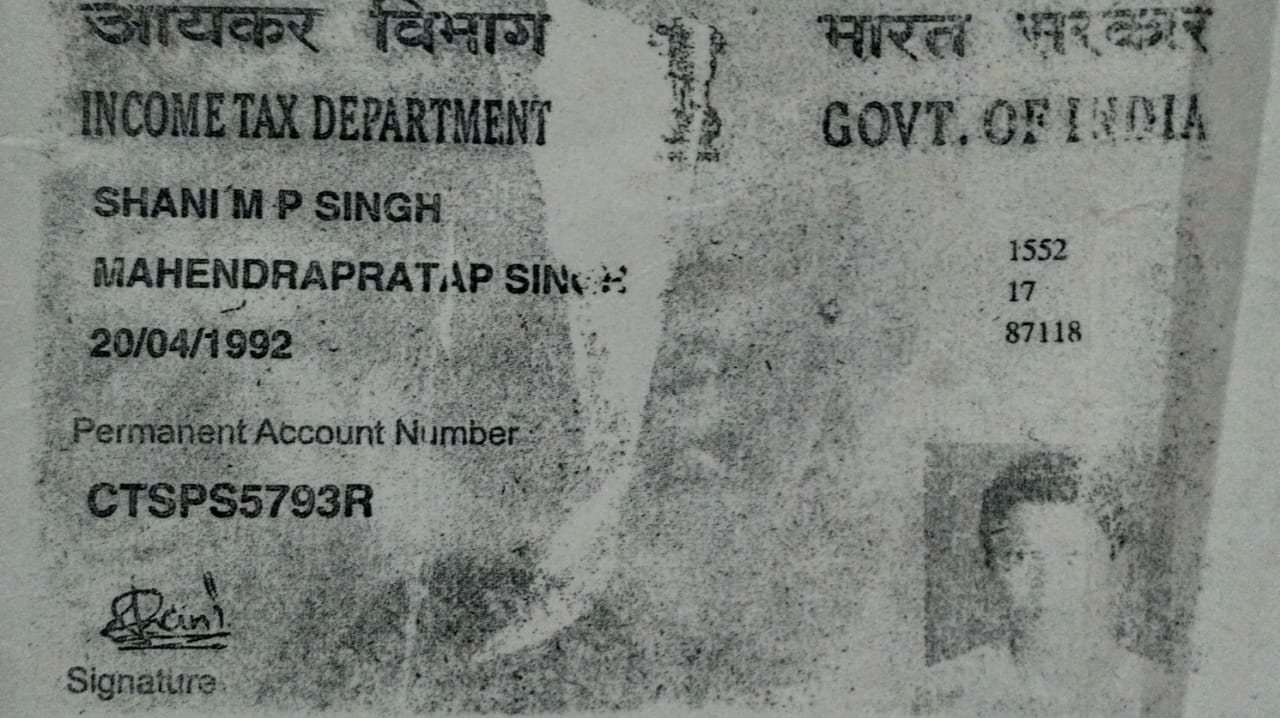 आयकर विभाग भारत सरकार
INCOME TAX DEPARTMENT GOVT. OF INDIA
SHANI M P SINGH
MAHENDRAPRATAP SINGH
20/04/1992
1552
17
87118
Permanent Account Number
CTSPS5793R
Signature